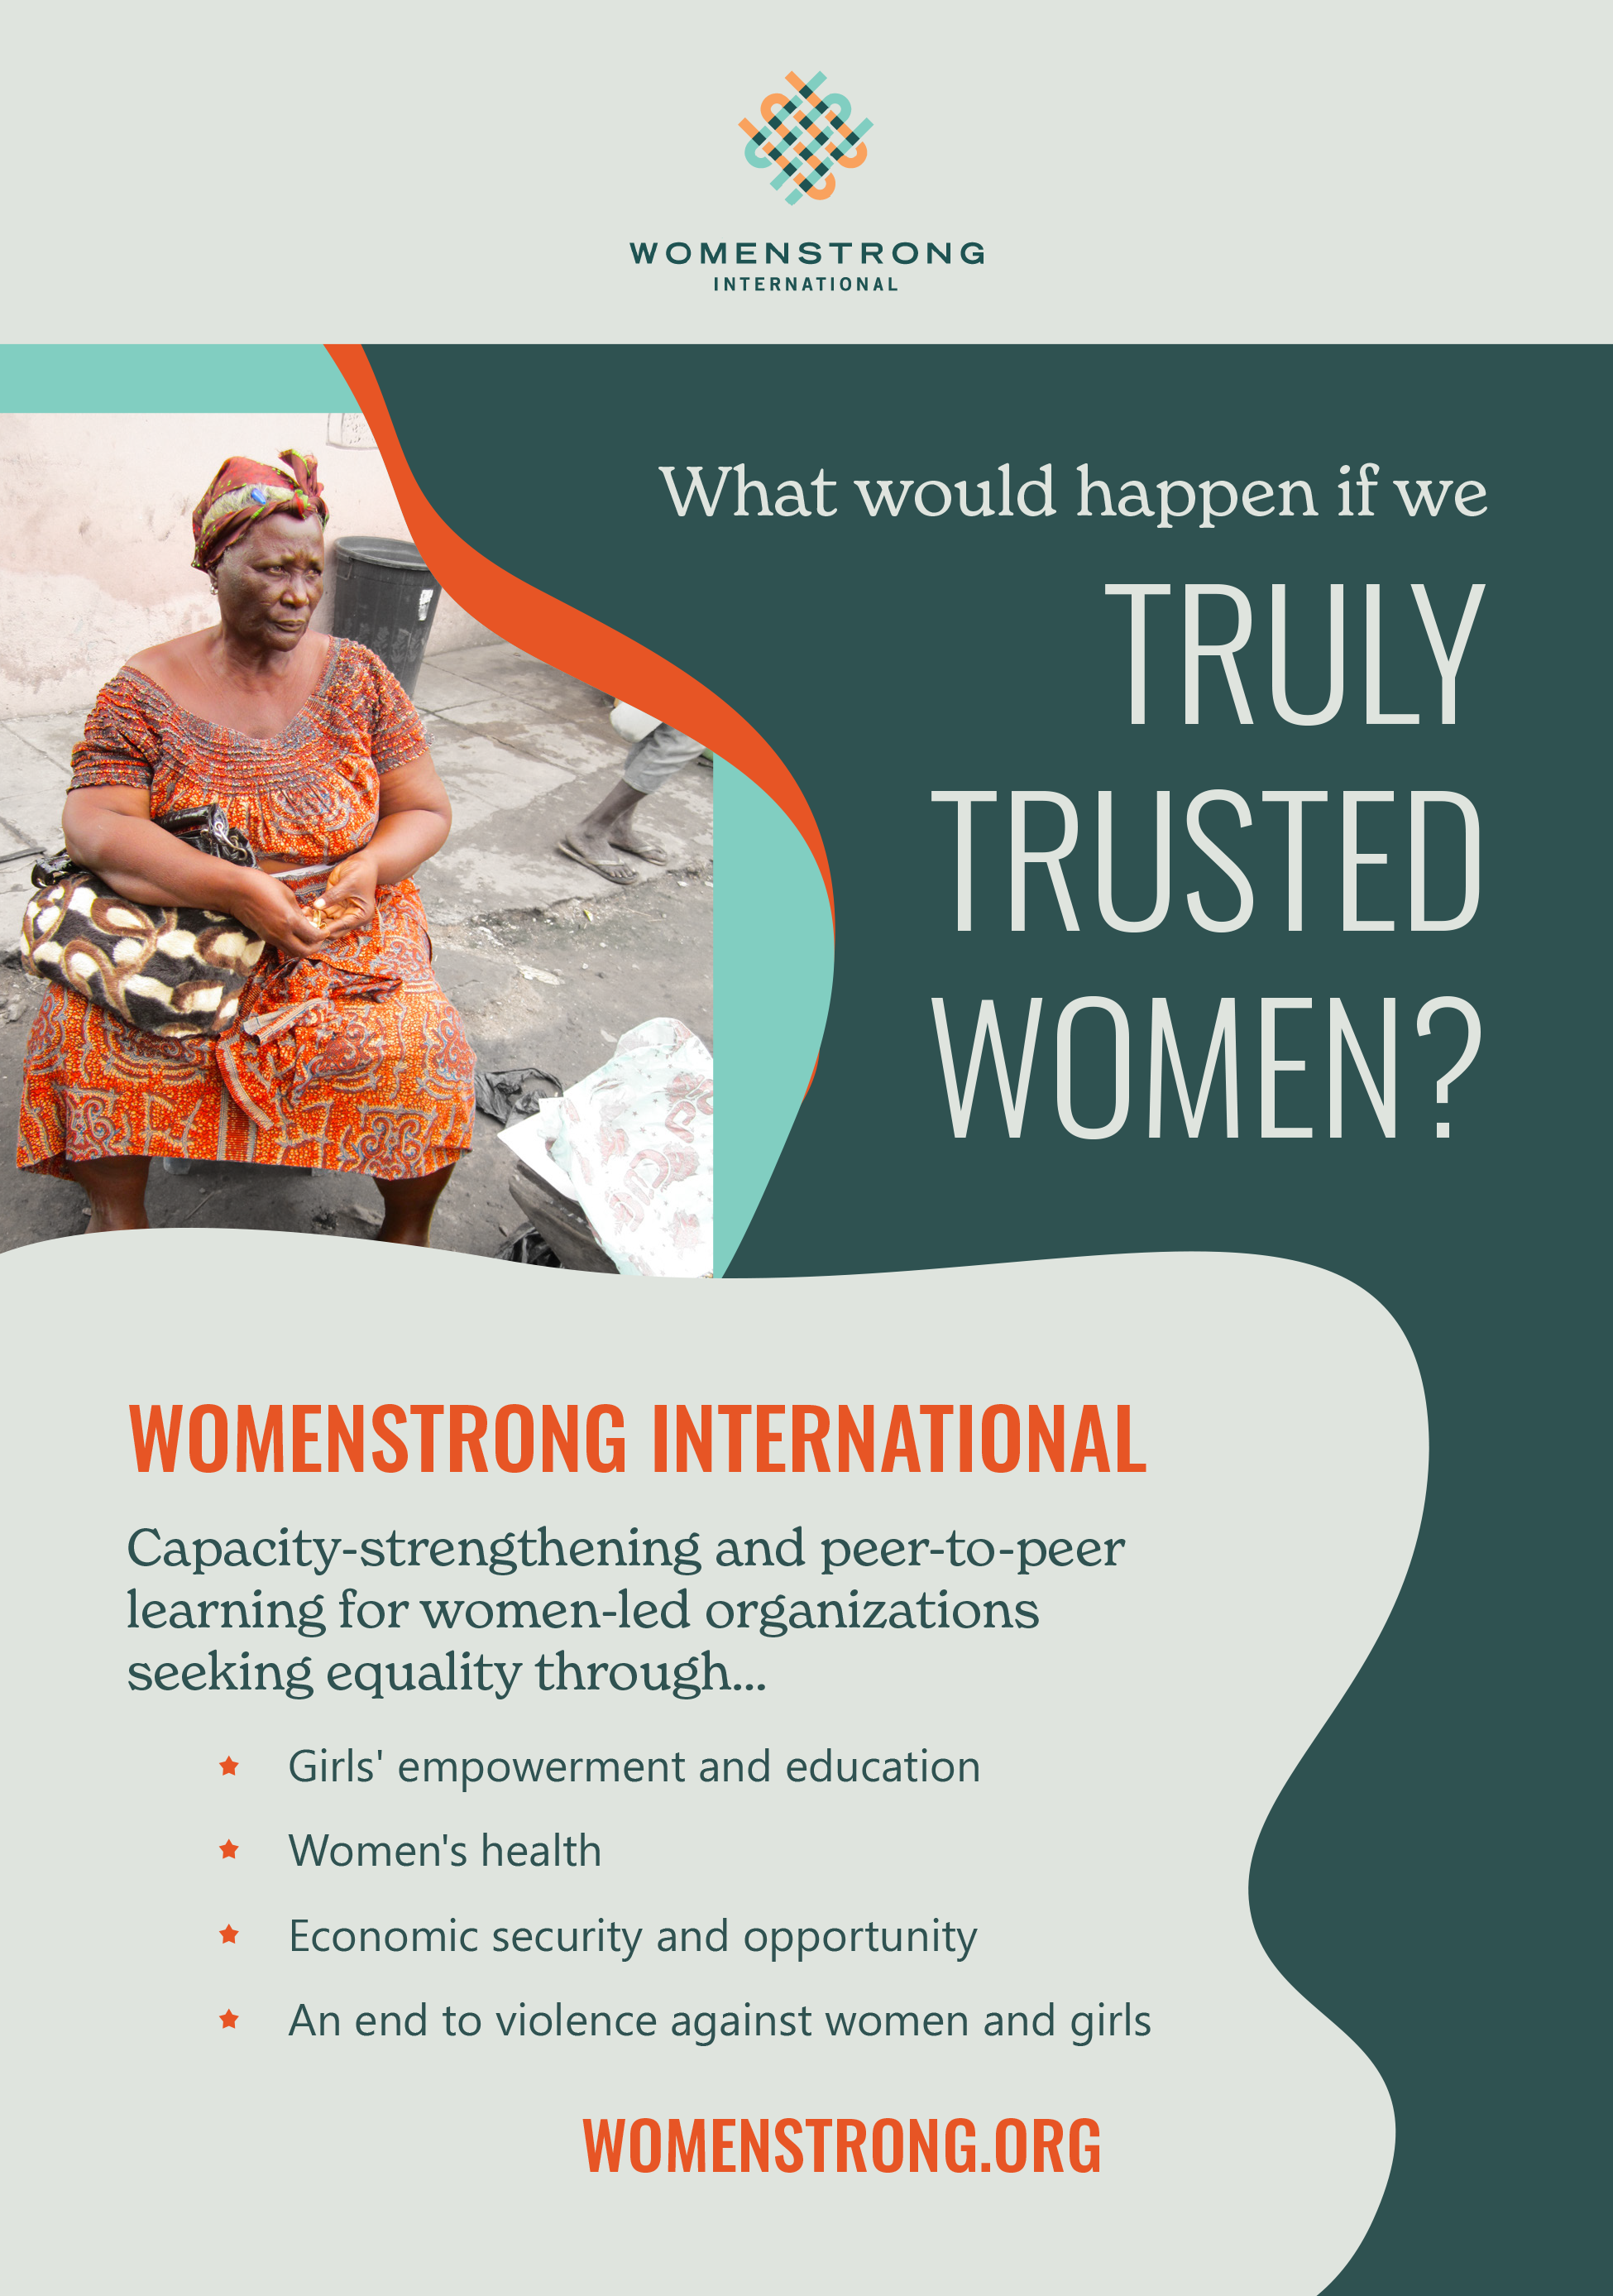 WOMENSTRONG
INTERNATIONAL
What would happen if we
TRULY
TRUSTED
WOMEN?
WOMENSTRONG INTERNATIONAL
Capacity-strengthening and peer-to-peer
learning for women-led organizations
seeking equality through...
Girls' empowerment and education
Women's health
Economic security and opportunity
An end to violence against women and girls
WOMENSTRONG.ORG